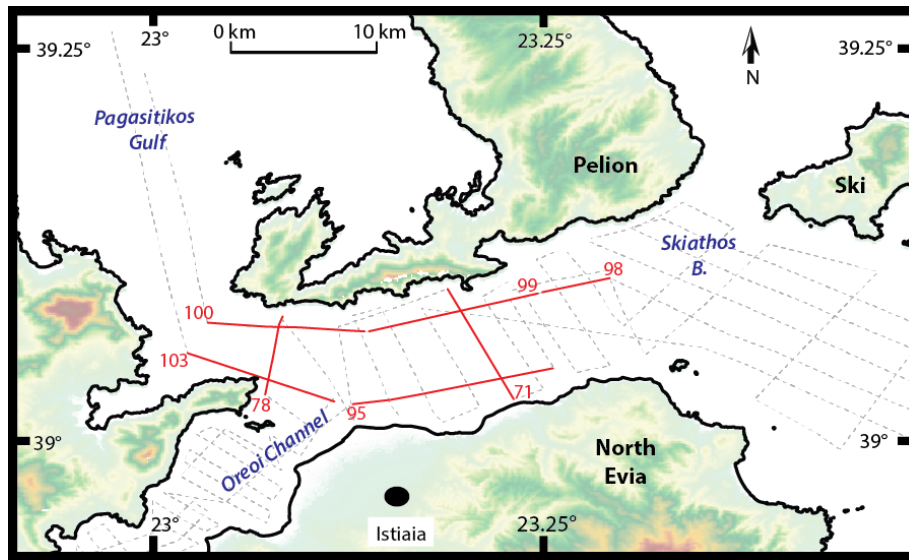 39.25°
23°
0 km
10 km
23.25°
N
39.25°
Pagasitikos
Gulf
Pelion
Ski
Skiathos
B.
100
99
98
103
78
95
71
39°
Oreoi Channel
39°
North
Evia
23°
Istiaia
23.25°